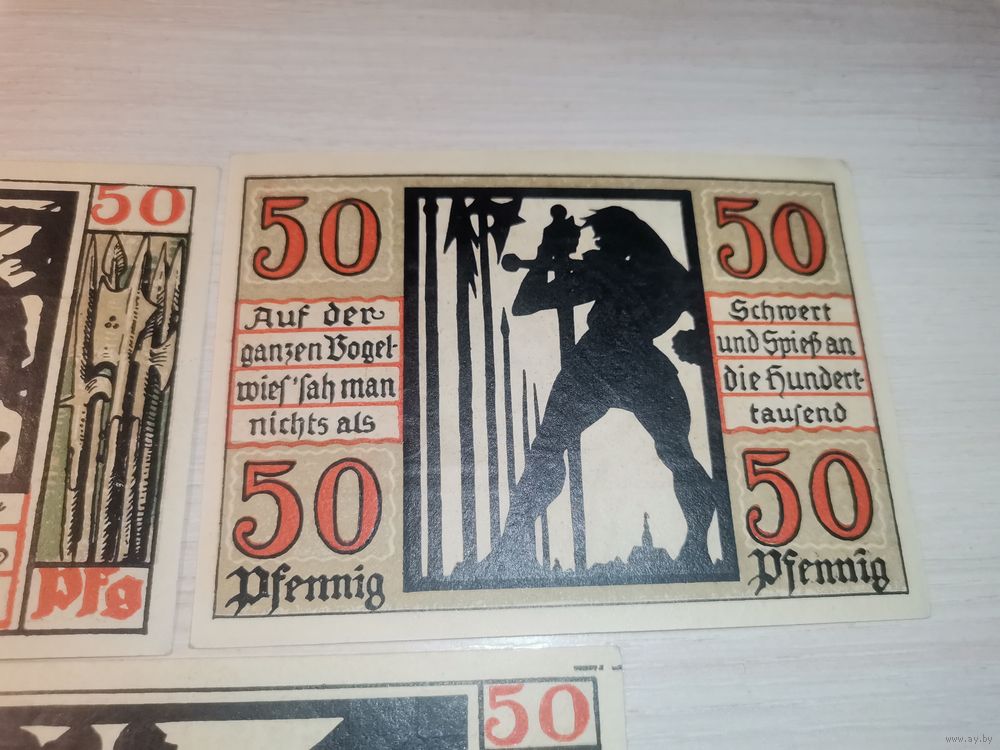 50
50
Auf der
ganzen Vogel-
wies' sah man
nichts als
50
Pfennig
50
Schwert
und Spieß an
die Hundert-
tausend
50
Pfennig
Pfg
50
www.ay.by